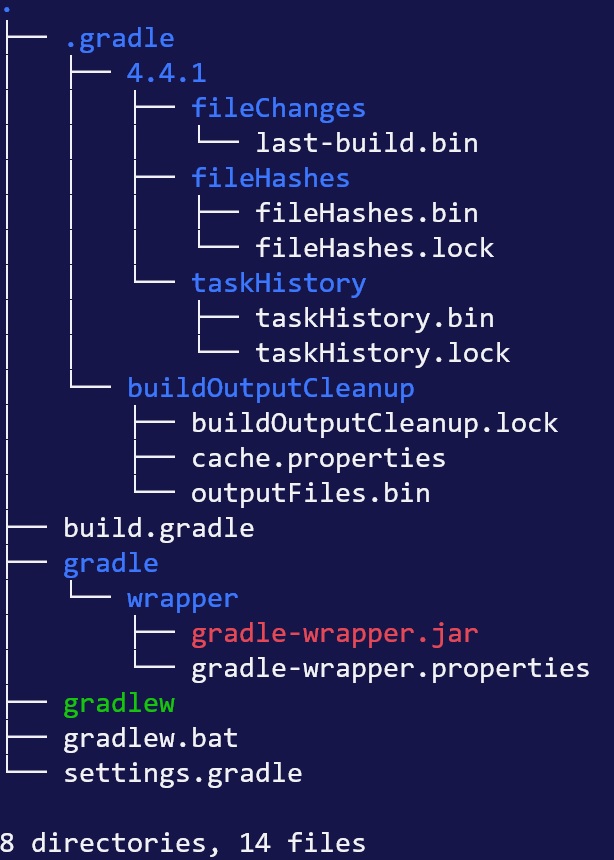 .
├── .gradle
│   ├── 4.4.1
│   │   ├── fileChanges
│   │   │   └── last-build.bin
│   │   ├── fileHashes
│   │   │   ├── fileHashes.bin
│   │   │   └── fileHashes.lock
│   │   └── taskHistory
│   │       ├── taskHistory.bin
│   │       └── taskHistory.lock
│   └── buildOutputCleanup
│       ├── buildOutputCleanup.lock
│       ├── cache.properties
│       └── outputFiles.bin
├── build.gradle
├── gradle
│   └── wrapper
│       ├── gradle-wrapper.jar
│       └── gradle-wrapper.properties
├── gradlew
├── gradlew.bat
└── settings.gradle

8 directories, 14 files